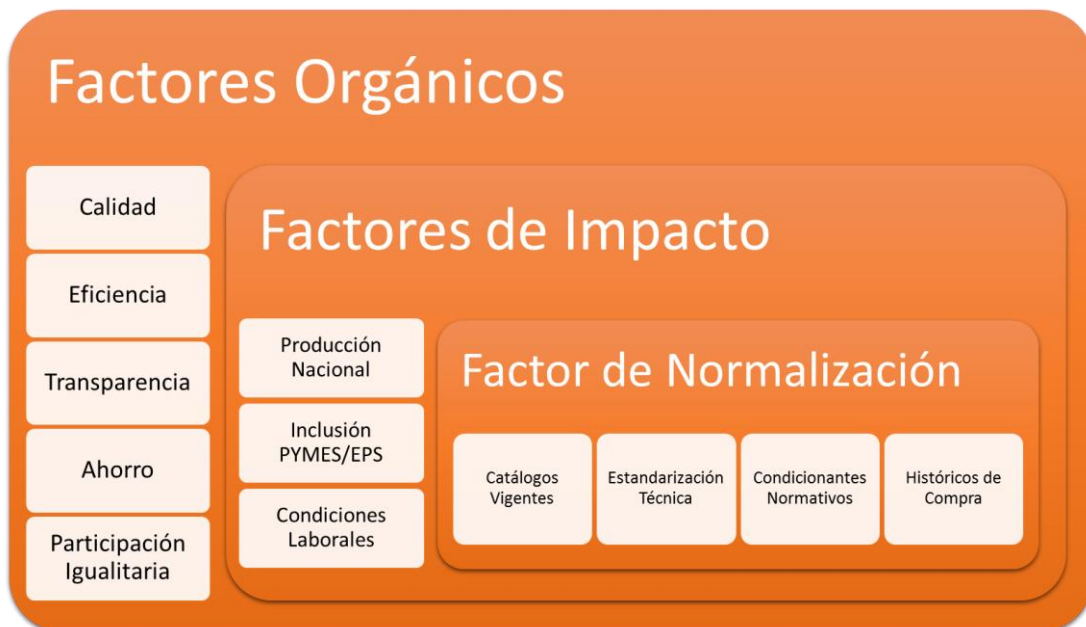 Factores Orgánicos
Calidad
Eficiencia
Transparencia
Ahorro
Participación
Igualitaria
Factores de Impacto
Producción
Nacional
Inclusión
PYMES/EPS
Condiciones
Laborales
Factor de Normalización
Catálogos
Vigentes
Estandarización
Técnica
Condicionantes
Normativos
Históricos de
Compra